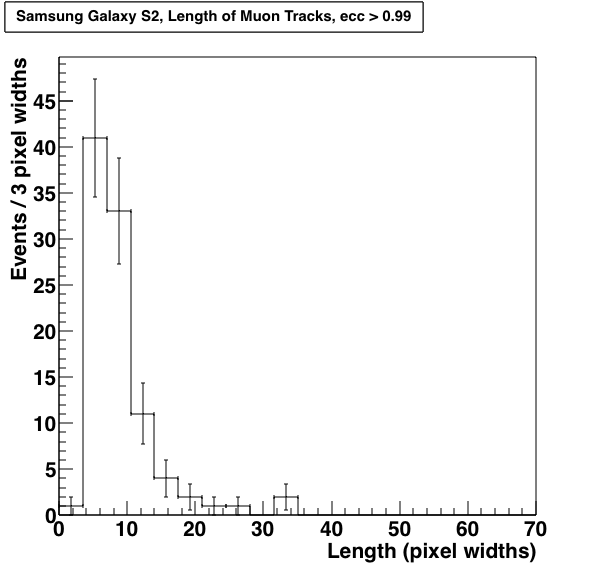 Samsung Galaxy S2, Length of Muon Tracks, ecc > 0.99
Events / 3 pixel widths
45
40
35
30
25
20
15
10
5
0
0 10 20 30 40 50 60 70
Length (pixel widths)